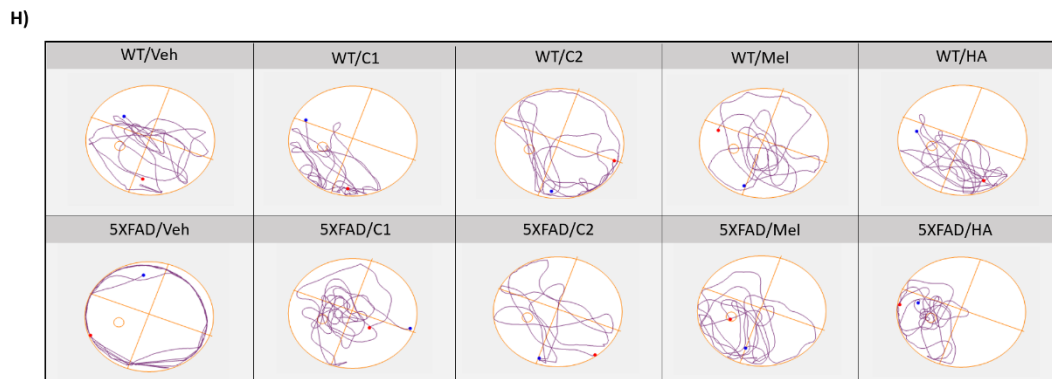 H)
WT/Veh WT/C1 WT/C2 WT/Mel WT/HA
5XFAD/Veh 5XFAD/C1 5XFAD/C2 5XFAD/Mel 5XFAD/HA